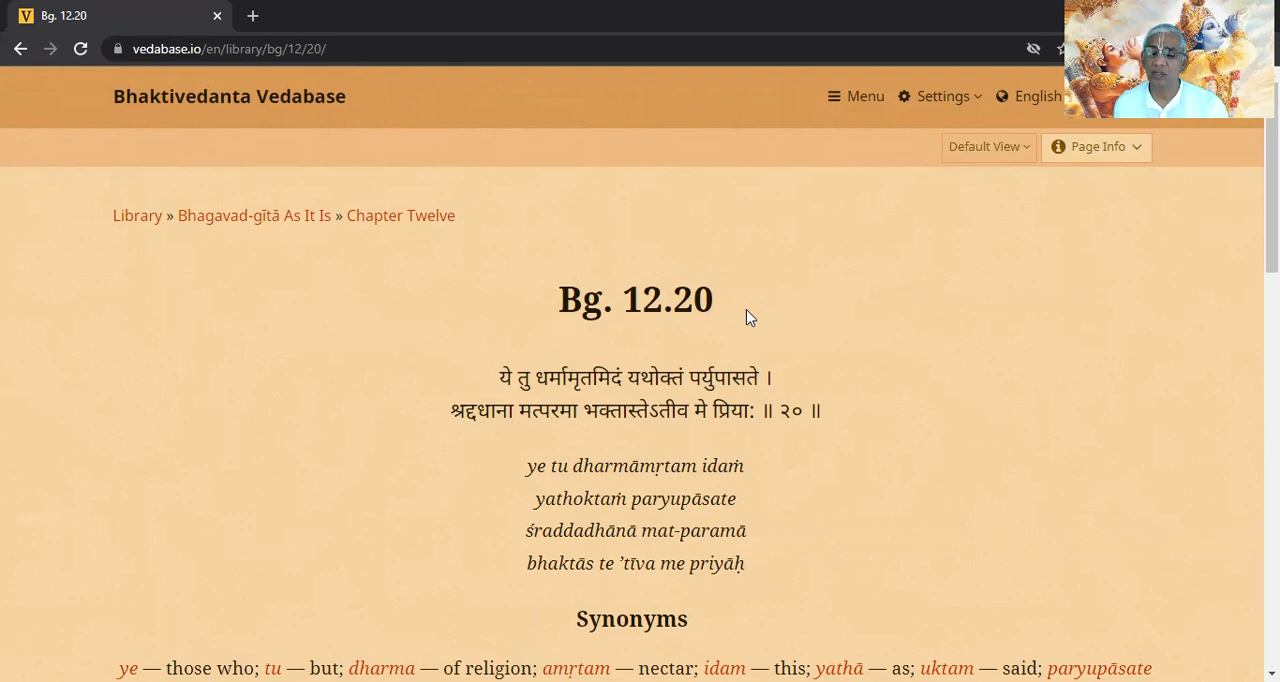 Bg. 12.20
vedabase.io/en/library/bg/12/20/
Bhaktivedanta Vedabase
Menu
Settings
English
Default View
Page Info
Library » Bhagavad-gītā As It Is » Chapter Twelve
Bg. 12.20
ये तु धर्मामृतमिदं यथोक्तं पर्युपासते ।
श्रद्दधाना मत्परमा भक्तास्तेऽतीव मे प्रिया: ॥ २० ॥
ye tu dharmāmṛtam idaṁ
yathoktaṁ paryupāsate
śraddadhānā mat-paramā
bhaktās te ’tīva me priyāḥ
Synonyms
ye — those who; tu — but; dharma — of religion; amṛtam — nectar; idam — this; yathā — as; uktam — said; paryupāsate